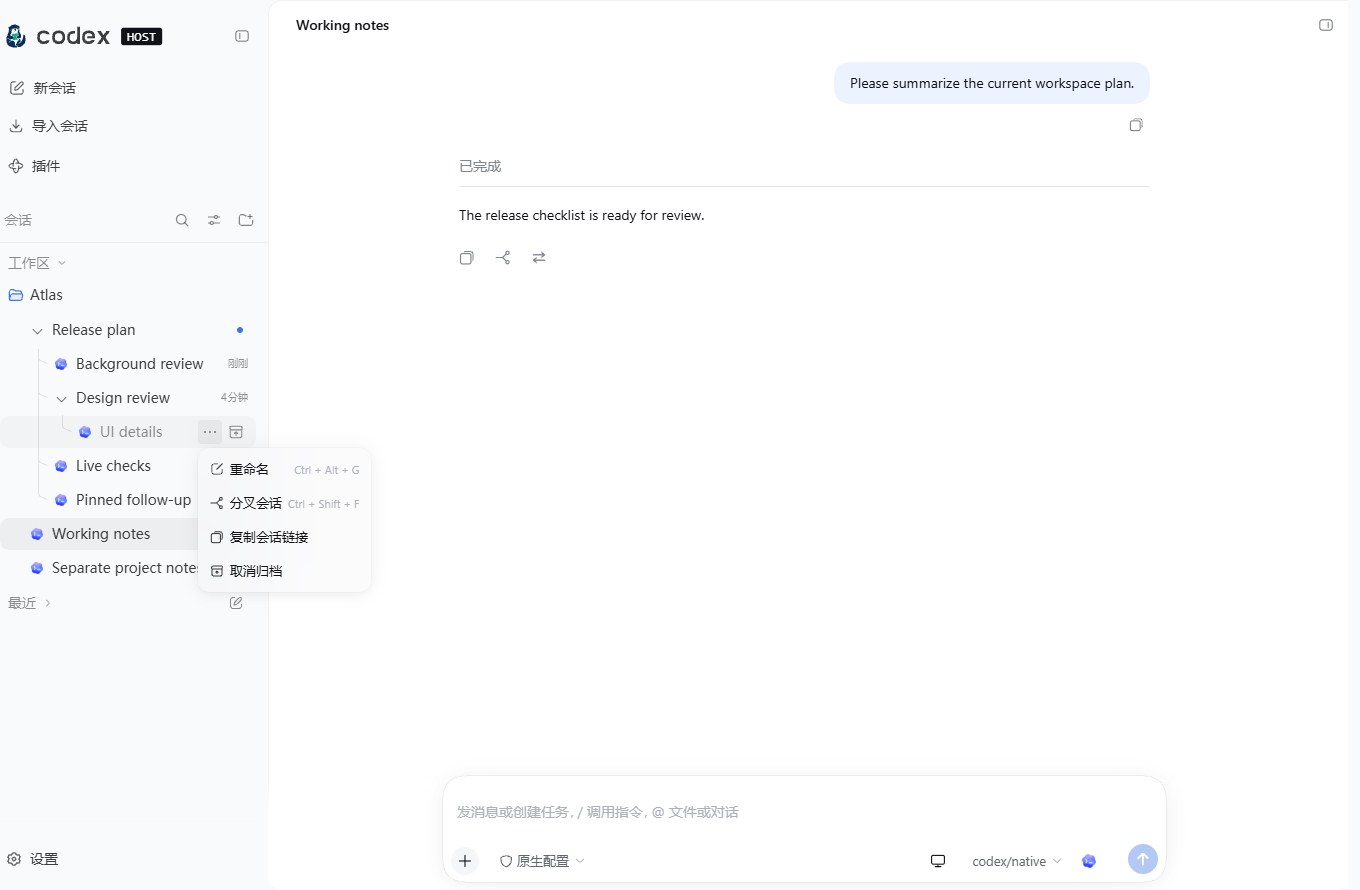 codex HOST
新会话
导入会话
插件
会话
工作区
Atlas
Release plan
Background review 刚刚
Design review 4分钟
UI details
Live checks
Pinned follow-up
Working notes
Separate project notes
最近
设置
重命名 Ctrl + Alt + G
分叉会话 Ctrl + Shift + F
复制会话链接
取消归档
Working notes
Please summarize the current workspace plan.
已完成
The release checklist is ready for review.
发消息或创建任务, / 调用指令, @ 文件或对话
原生配置
codex/native